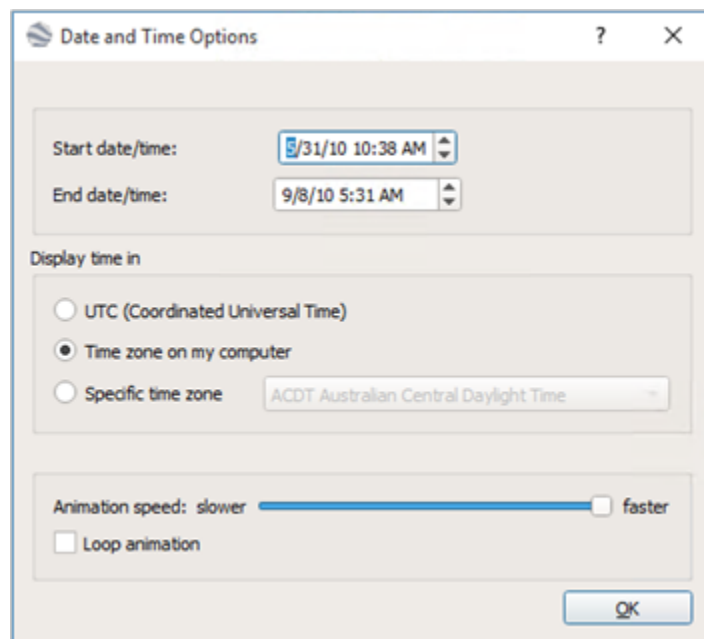 Date and Time Options
Start date/time: 5/31/10 10:38 AM
End date/time: 9/8/10 5:31 AM
Display time in
UTC (Coordinated Universal Time)
Time zone on my computer
Specific time zone ACDT Australian Central Daylight Time
Animation speed: slower faster
Loop animation
OK